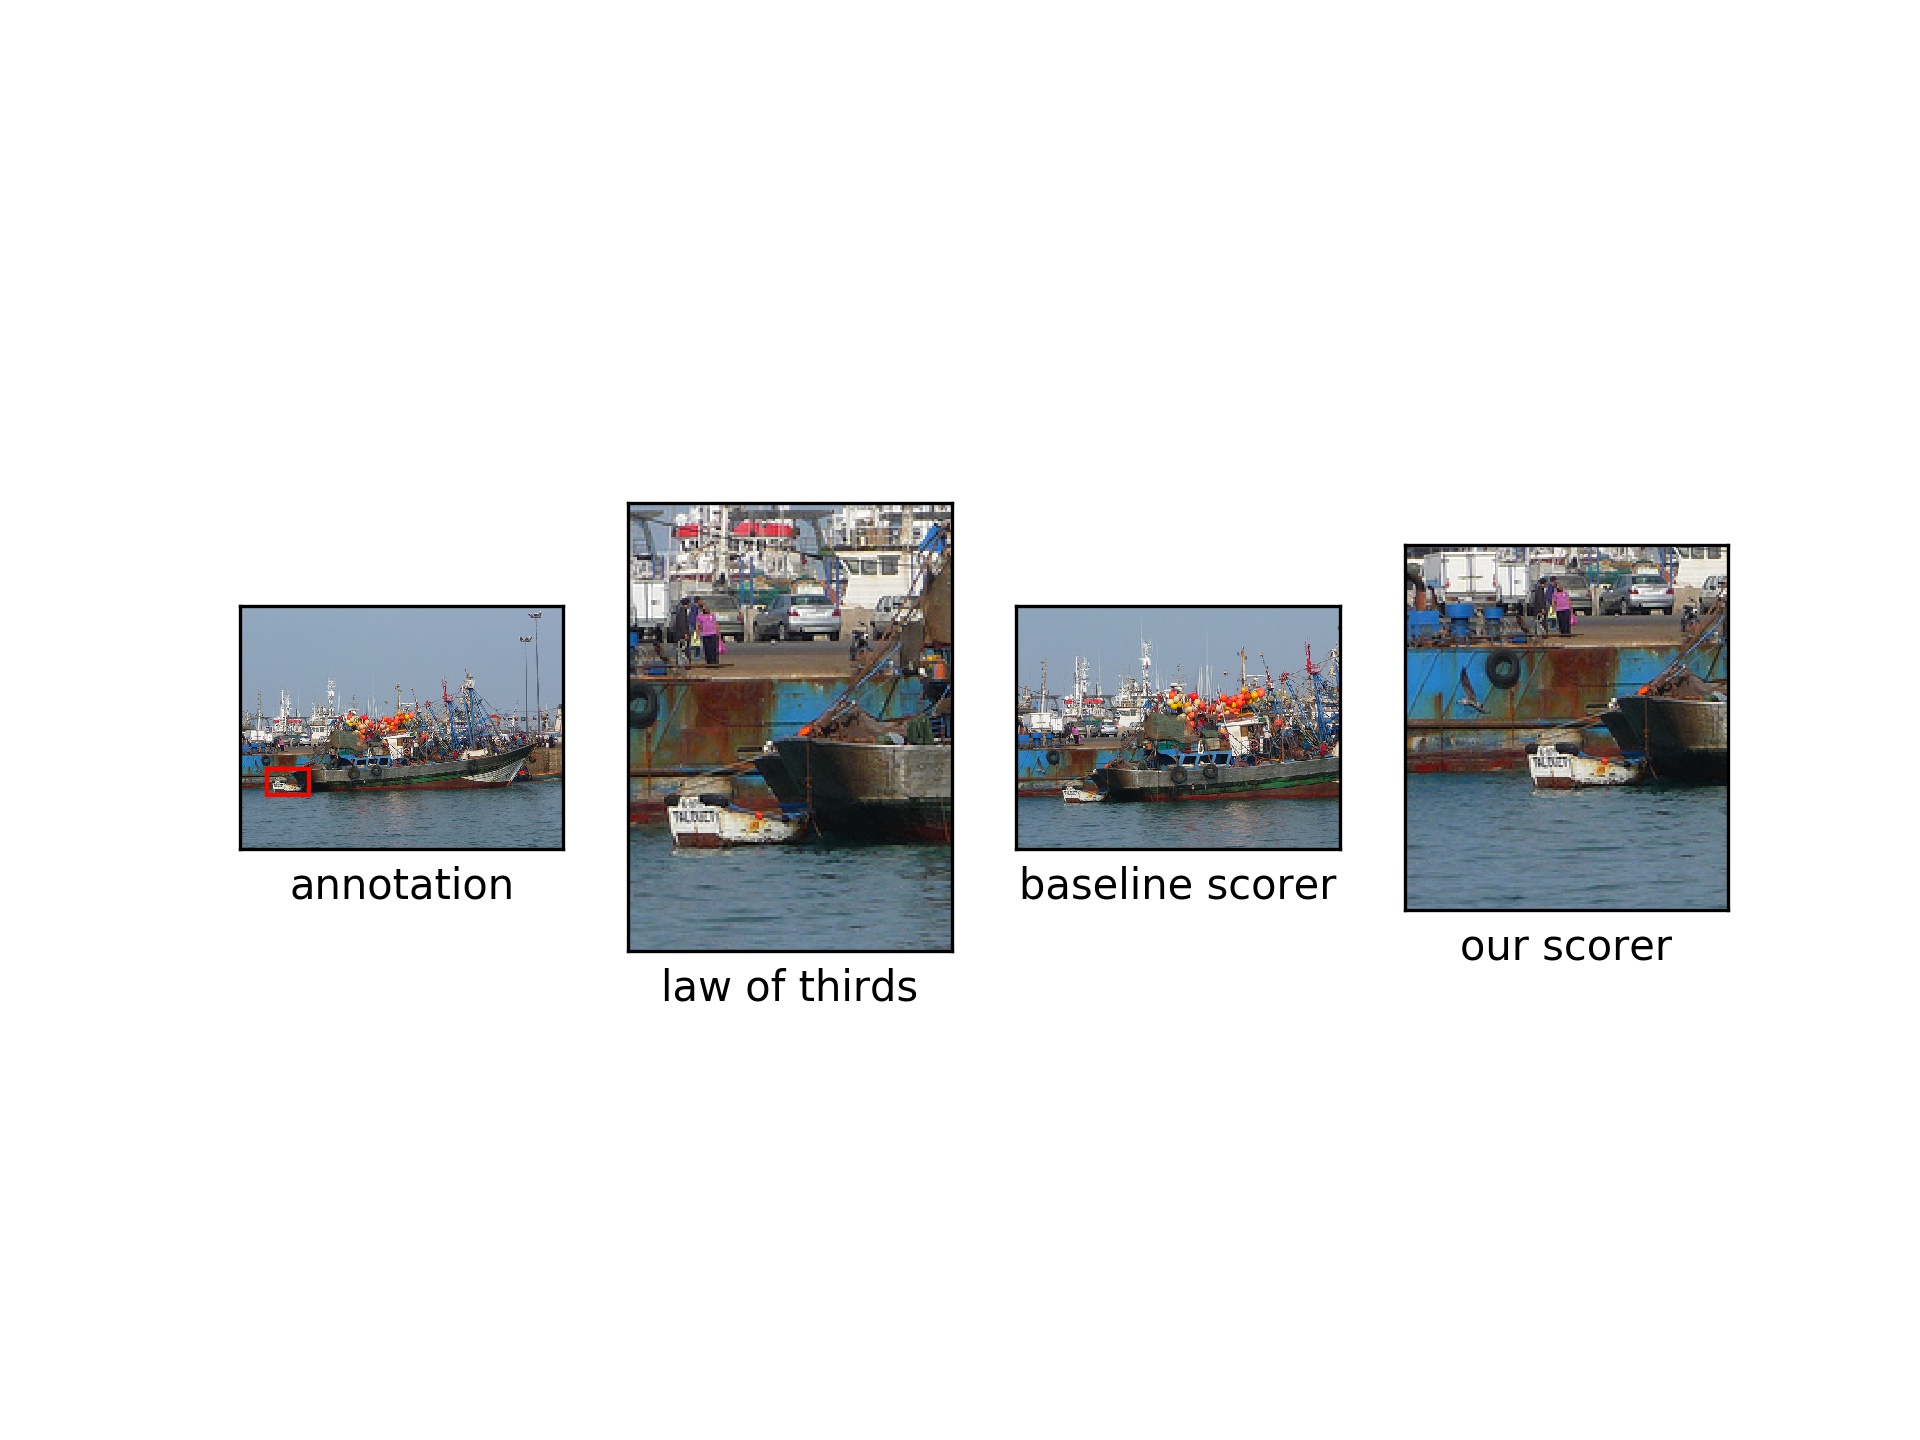 annotation
law of thirds
baseline scorer
our scorer